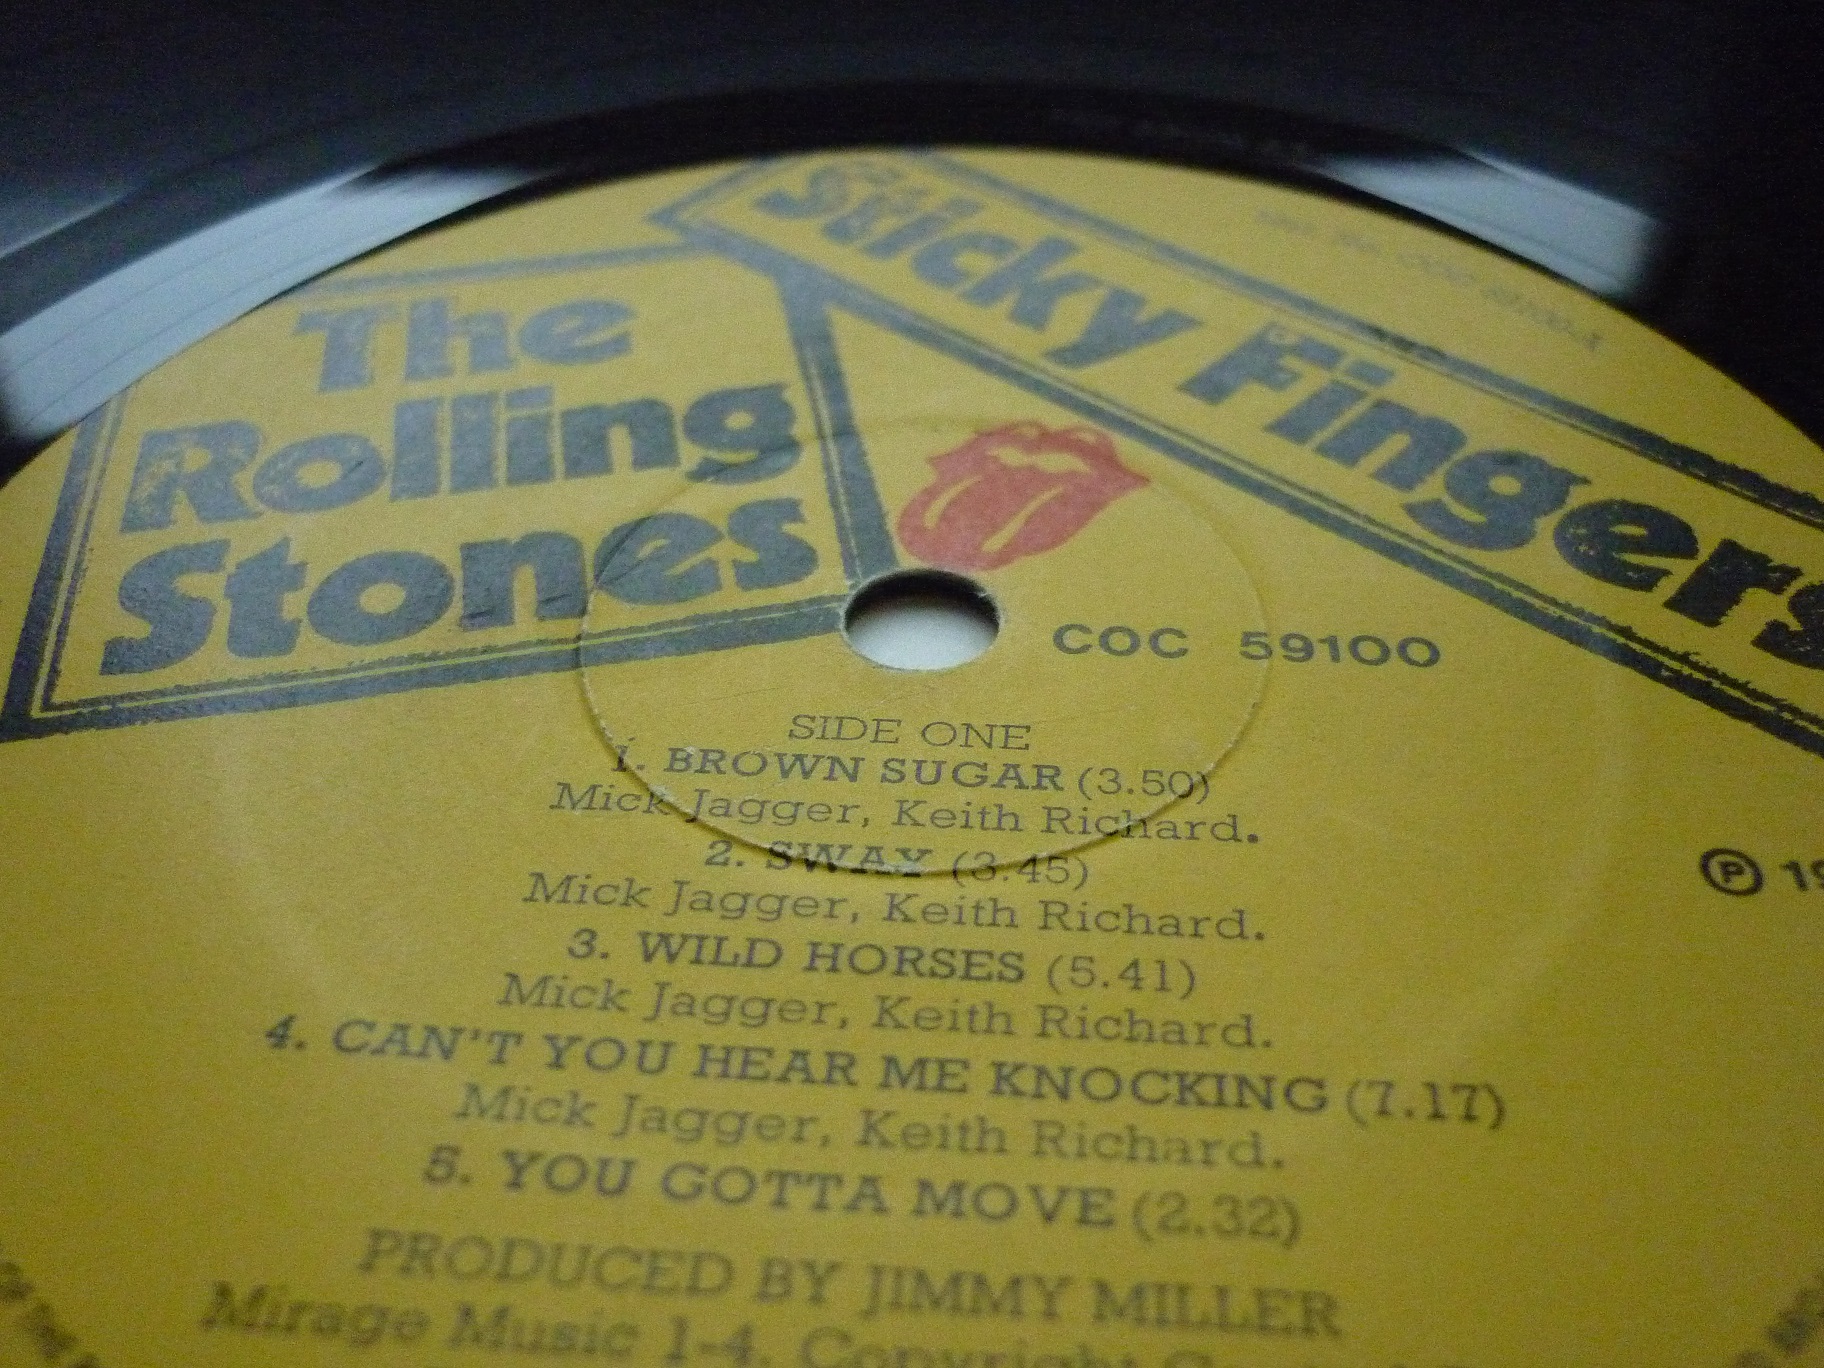 The
Rolling
Stones
Sticky Fingers
COC 59100
SIDE ONE
1. BROWN SUGAR (3.50)
Mick Jagger, Keith Richard.
2. SWAY (3.45)
Mick Jagger, Keith Richard.
3. WILD HORSES (5.41)
Mick Jagger, Keith Richard.
4. CAN'T YOU HEAR ME KNOCKING (7.17)
Mick Jagger, Keith Richard.
5. YOU GOTTA MOVE (2.32)
PRODUCED BY JIMMY MILLER
Mirage Music 1-4. Copyright
℗ 19